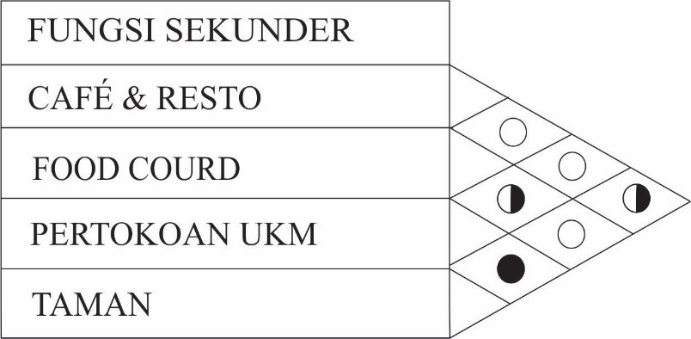 FUNGSI SEKUNDER
CAFÉ & RESTO
FOOD COURD
PERTOKOAN UKM
TAMAN